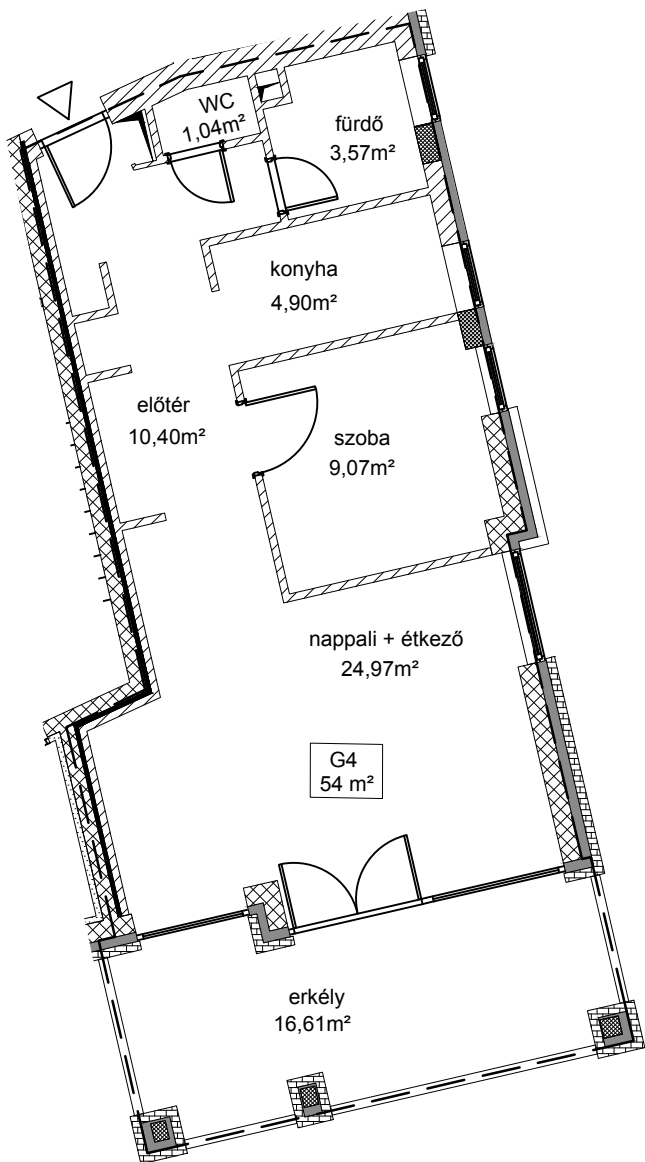 WC
1,04m²
fürdő
3,57m²
konyha
4,90m²
előtér
10,40m²
szoba
9,07m²
nappali + étkező
24,97m²
G4
54 m²
erkély
16,61m²